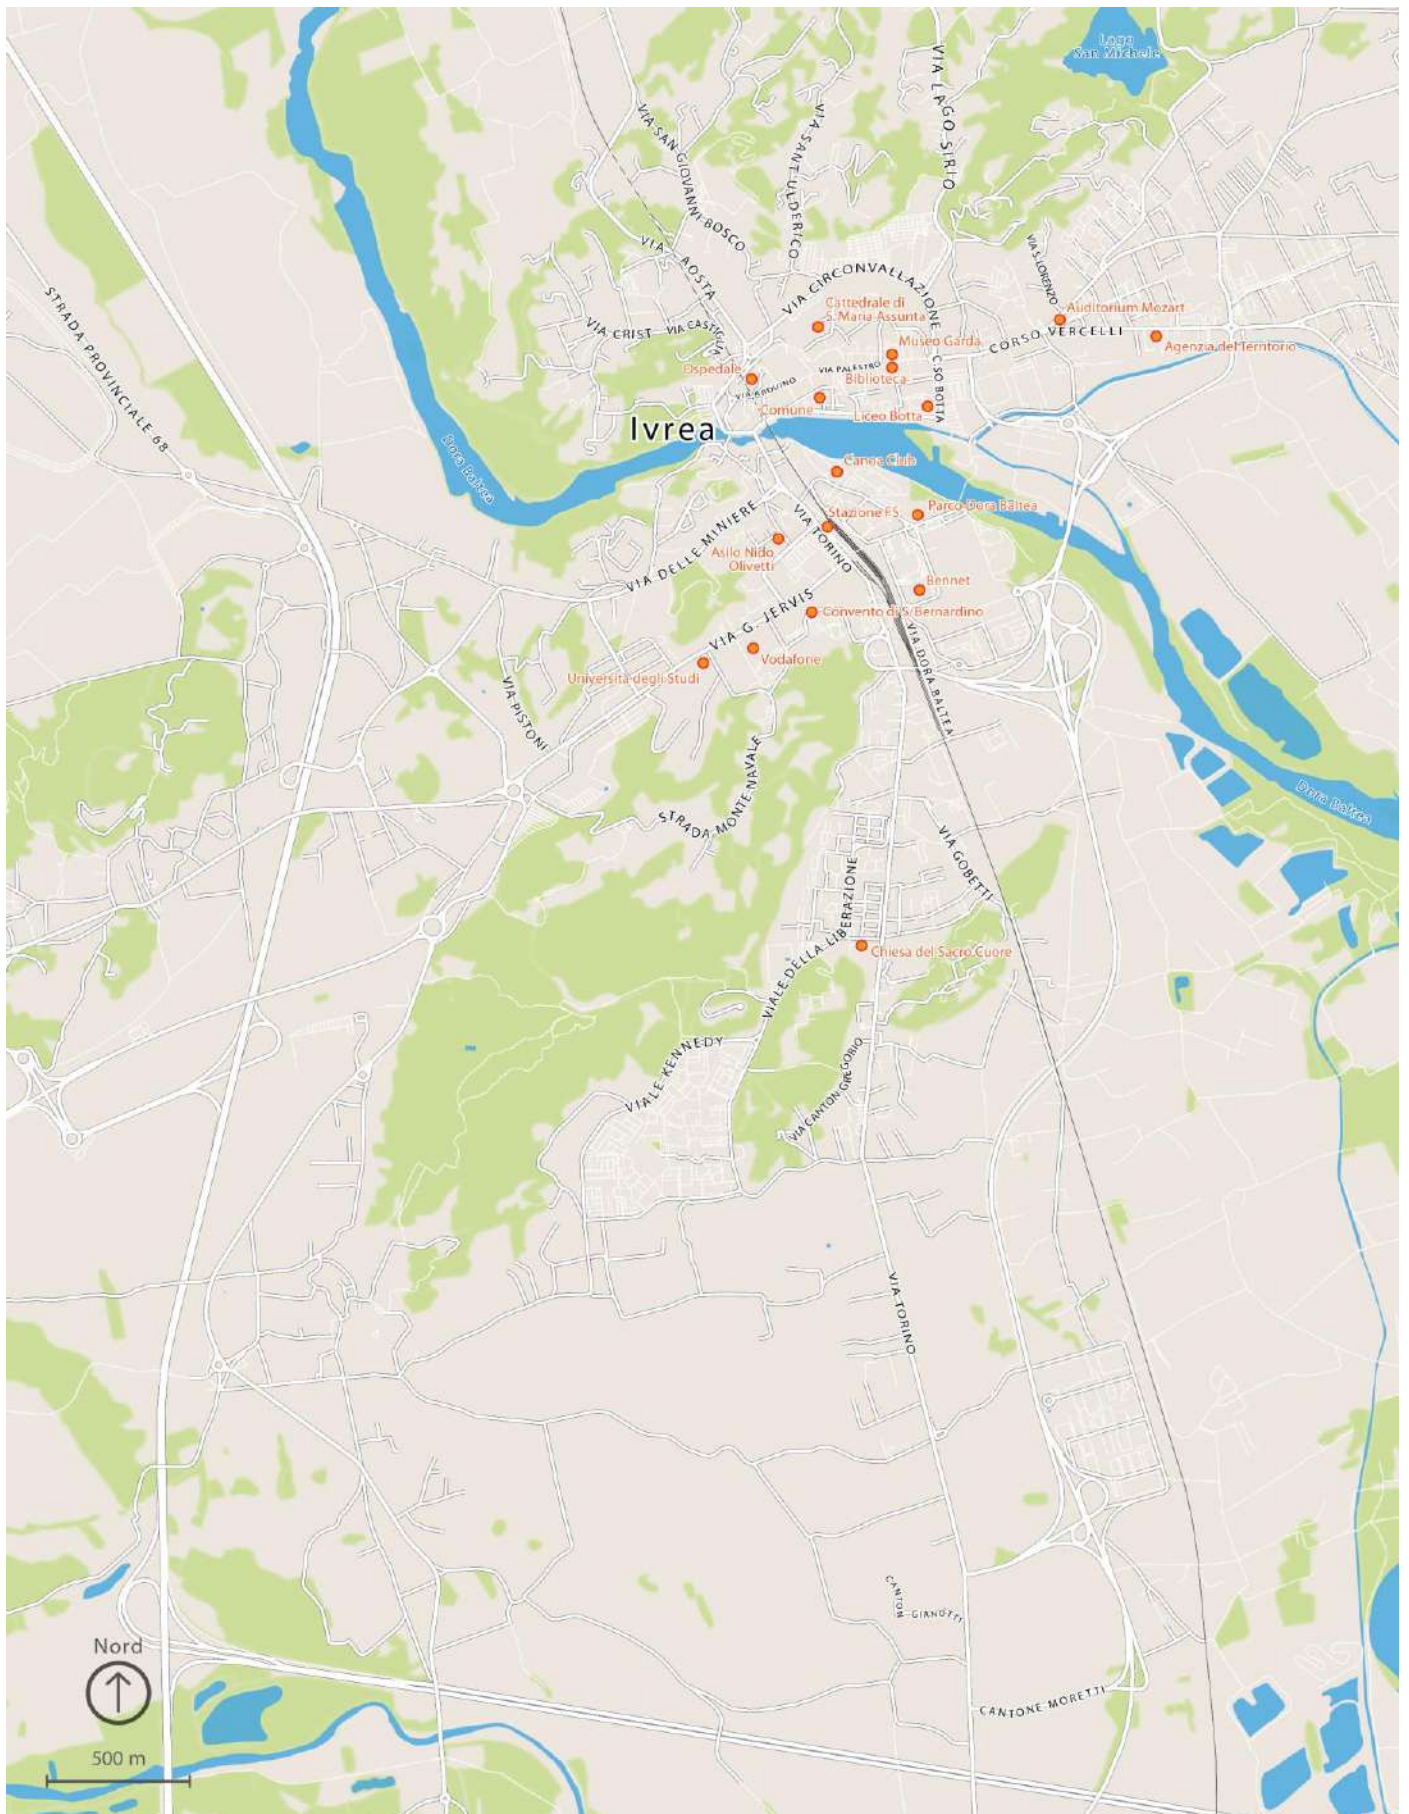 Lago
San Michele
VIA LAGO SIRIO
VIA SAN GIOVANNI BOSCO
VIA SANT ULDERICO
VIA AOSTA
VIA S. LORENZO
VIA CIRCONVALLAZIONE
STRADA PROVINCIALE 68
Cattedrale di
S. Maria Assunta
Auditorium Mozart
VIA CRIST
VIA CASTIGLIA
CORSO VERCELLI
Museo Garda
Agenzia del Territorio
Ospedale
VIA PALESTRO
C.SO BOTTA
Biblioteca
VIA ARDUINO
Comune
Liceo Botta
Ivrea
Dora Baltea
Canoa Club
Stazione F.S.
Parco Dora Baltea
VIA DELLE MINIERE
VIA TORINO
Asilo Nido
Olivetti
Bennet
VIA G. JERVIS
Convento di S. Bernardino
VIA DORA BALTEA
Vodafone
Università degli Studi
VIA PISTONI
STRADA MONTE NAVALE
Dora Baltea
VIA GOBETTI
VIALE DELLA LIBERAZIONE
Chiesa del Sacro Cuore
VIALE KENNEDY
VIA CANTON GREGORIO
VIA TORINO
CANTON GIANOTTI
CANTONE MORETTI
Nord
500 m